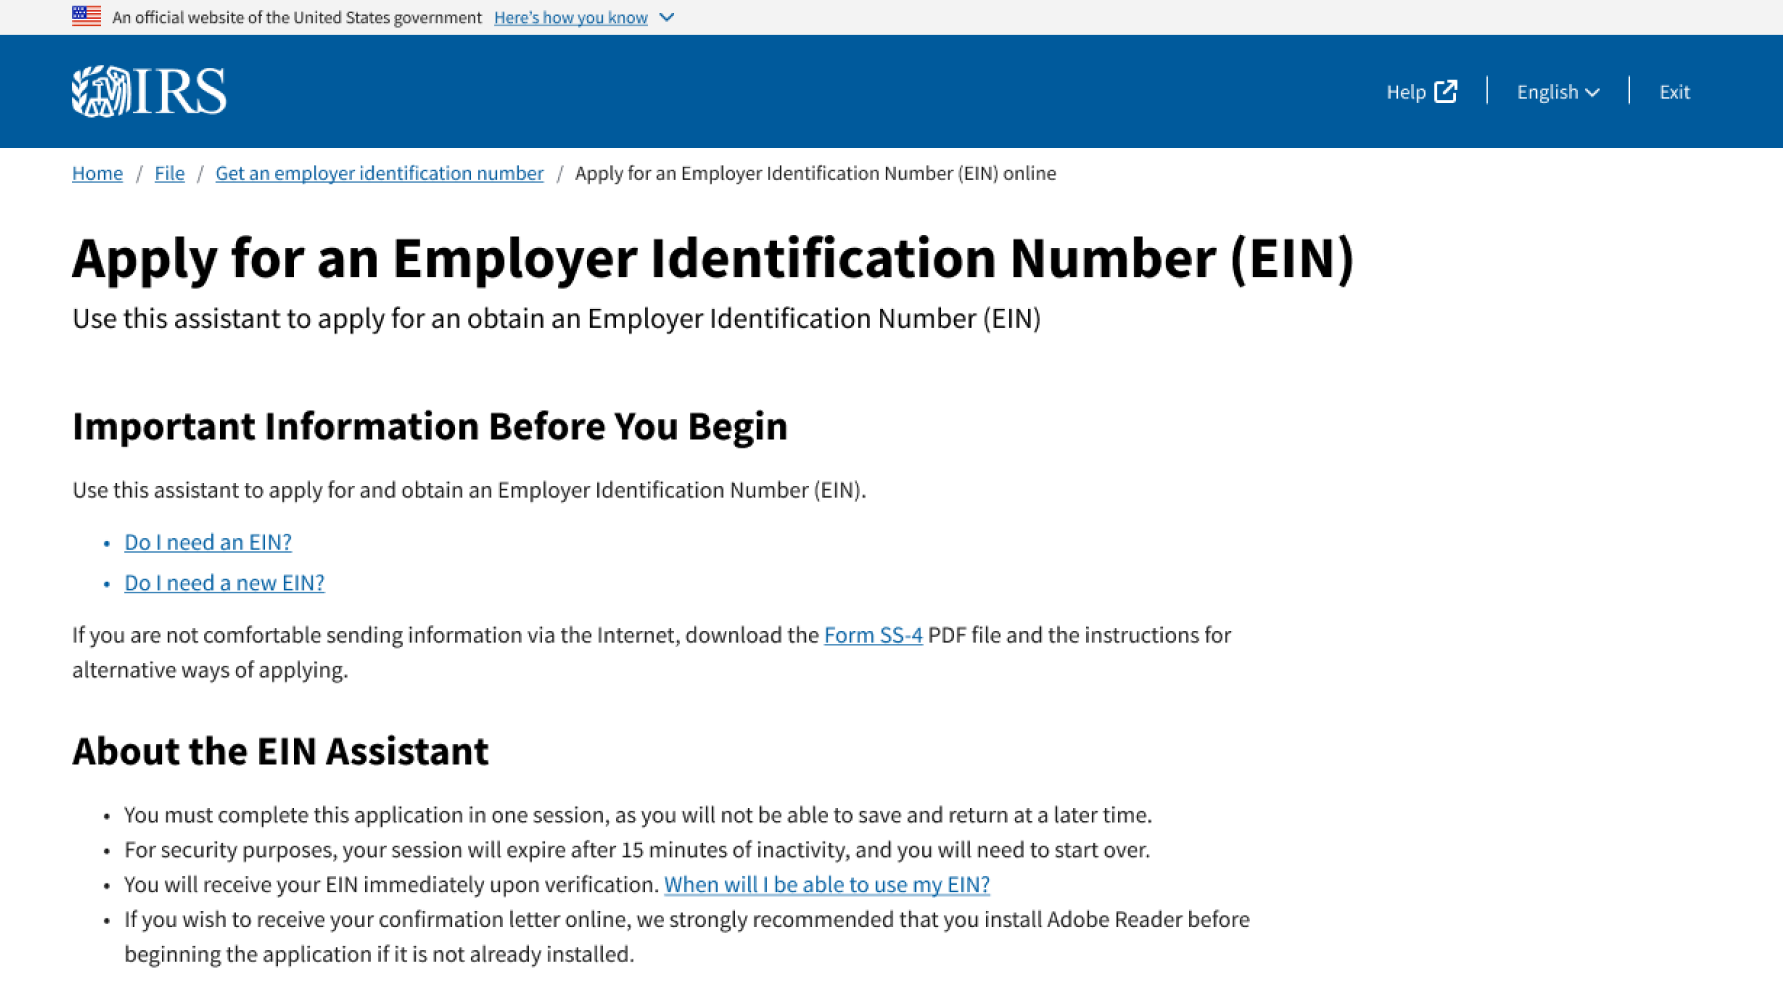 An official website of the United States government Here's how you know
IRS
Help English Exit
Home / File / Get an employer identification number / Apply for an Employer Identification Number (EIN) online
Apply for an Employer Identification Number (EIN)
Use this assistant to apply for an obtain an Employer Identification Number (EIN)
Important Information Before You Begin
Use this assistant to apply for and obtain an Employer Identification Number (EIN).
• Do I need an EIN?
• Do I need a new EIN?
If you are not comfortable sending information via the Internet, download the Form SS-4 PDF file and the instructions for
alternative ways of applying.
About the EIN Assistant
• You must complete this application in one session, as you will not be able to save and return at a later time.
• For security purposes, your session will expire after 15 minutes of inactivity, and you will need to start over.
• You will receive your EIN immediately upon verification. When will I be able to use my EIN?
• If you wish to receive your confirmation letter online, we strongly recommended that you install Adobe Reader before
beginning the application if it is not already installed.